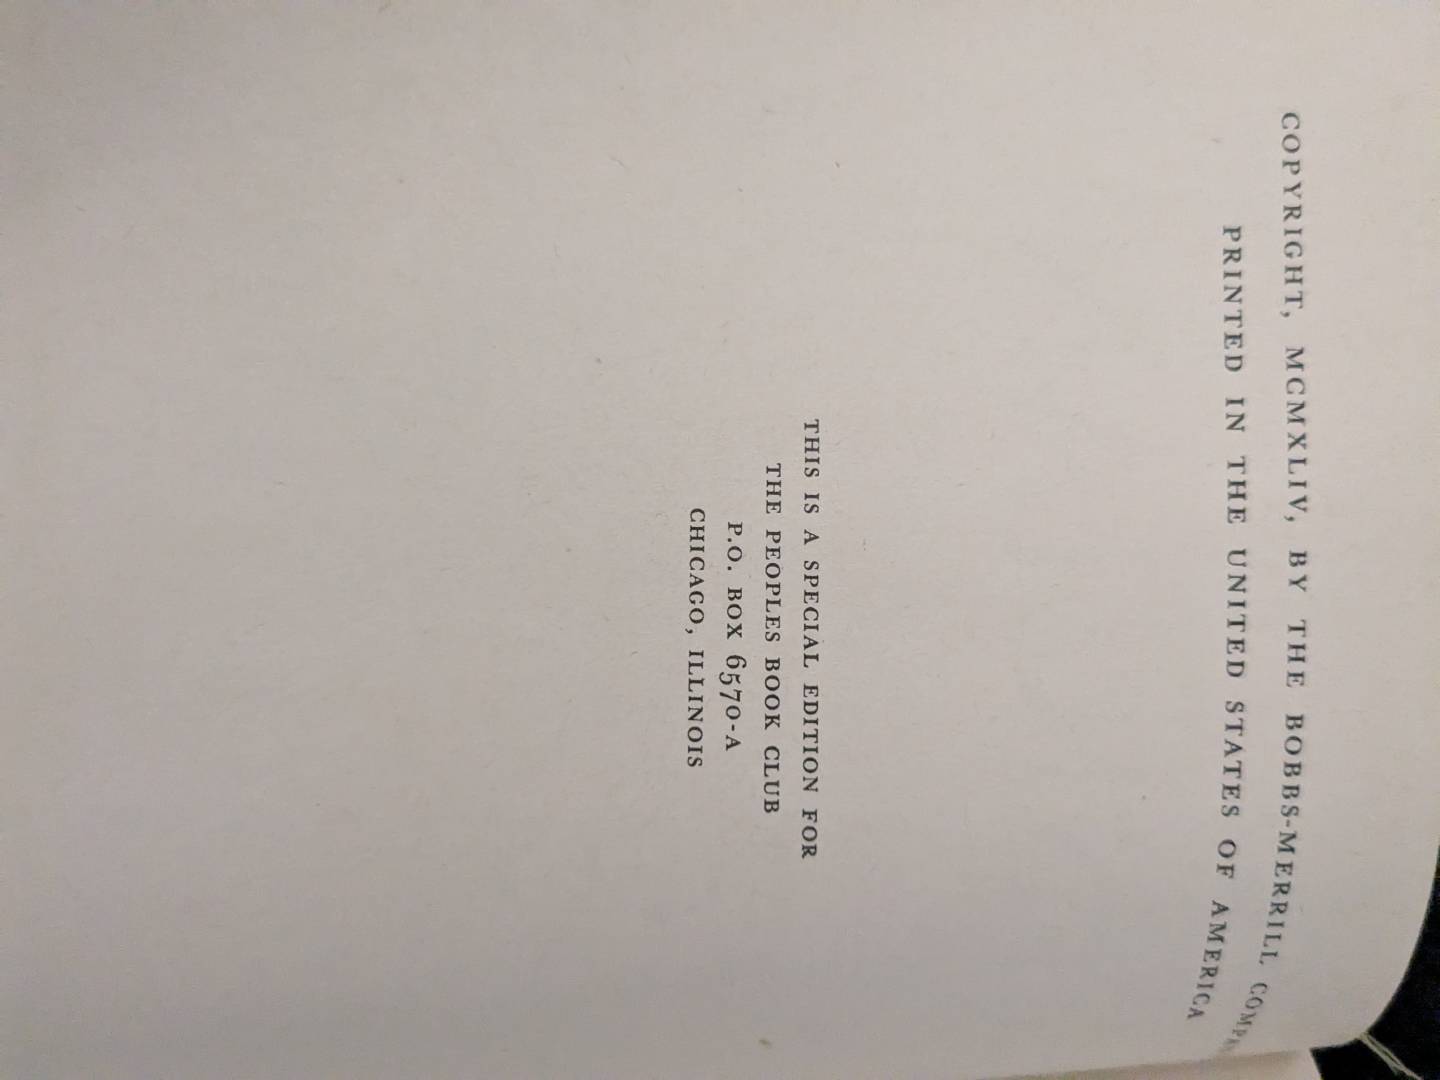 COPYRIGHT, MCMXLIV, BY THE BOBBS-MERRILL
PRINTED IN THE UNITED STATES OF AMERICA
THIS IS A SPECIAL EDITION FOR
THE PEOPLES BOOK CLUB
P.O. BOX 6570-A
CHICAGO, ILLINOIS